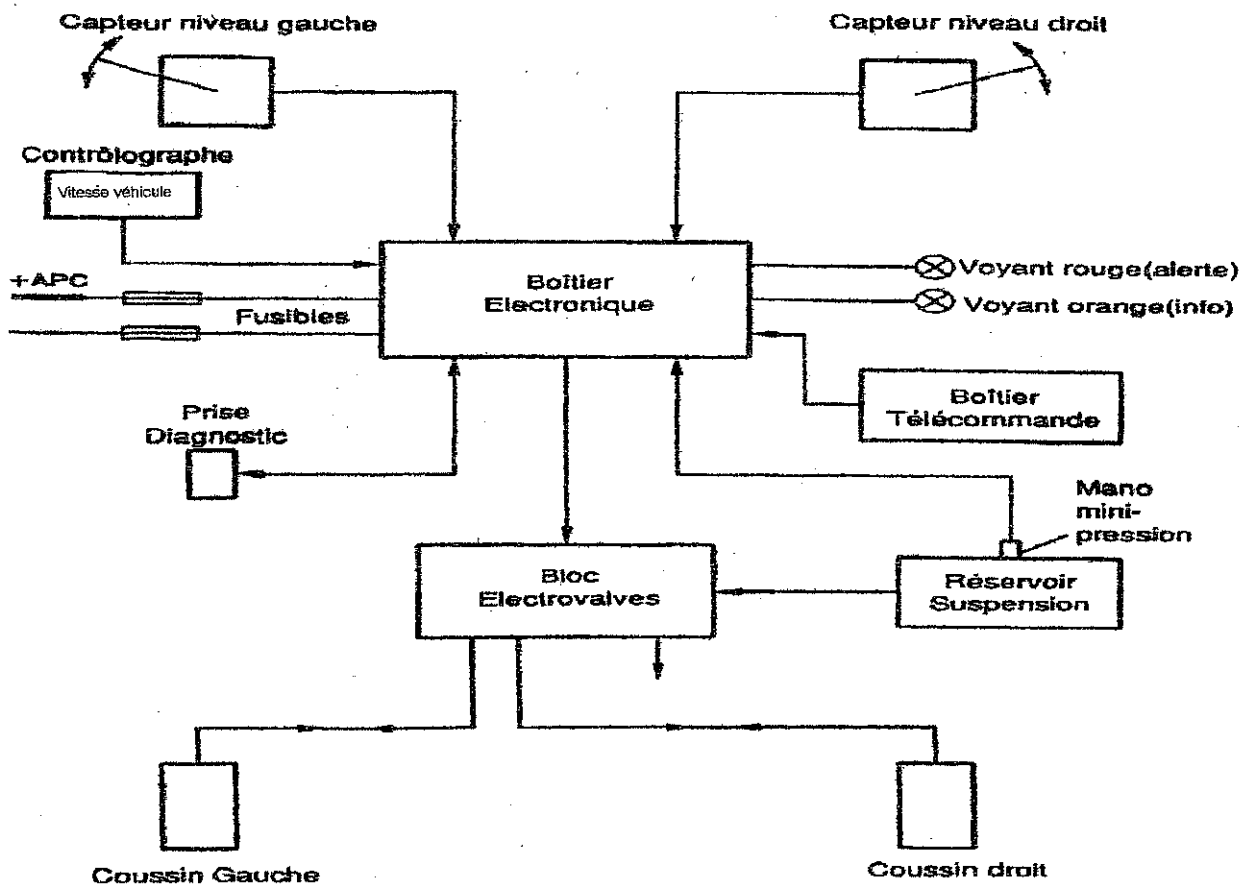 Capteur niveau gauche
Capteur niveau droit
Contrôlographe
Vitesse véhicule
+APC
Fusibles
Boîtier
Electronique
Voyant rouge(alerte)
Voyant orange(info)
Boîtier
Télécommande
Prise
Diagnostic
Mano
mini-
pression
Bloc
Electrovalves
Réservoir
Suspension
Coussin Gauche
Coussin droit